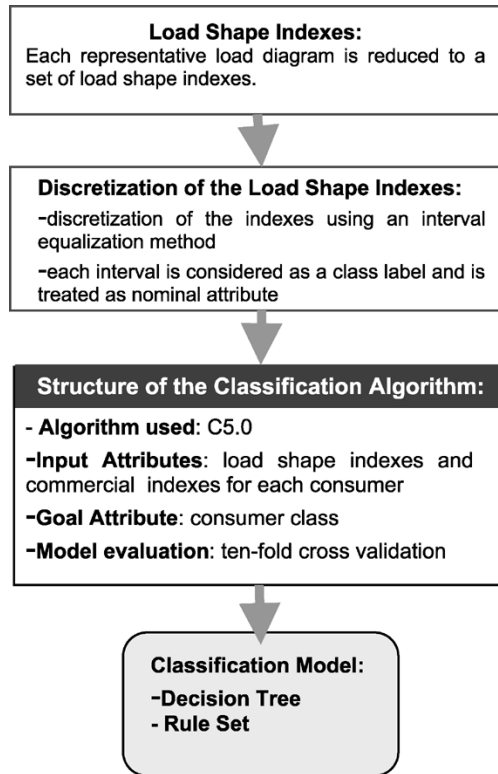 Load Shape Indexes:
Each representative load diagram is reduced to a
set of load shape indexes.
Discretization of the Load Shape Indexes:
-discretization of the indexes using an interval
equalization method
-each interval is considered as a class label and is
treated as nominal attribute
Structure of the Classification Algorithm:
- Algorithm used: C5.0
-Input Attributes: load shape indexes and
commercial indexes for each consumer
-Goal Attribute: consumer class
-Model evaluation: ten-fold cross validation
Classification Model:
-Decision Tree
- Rule Set